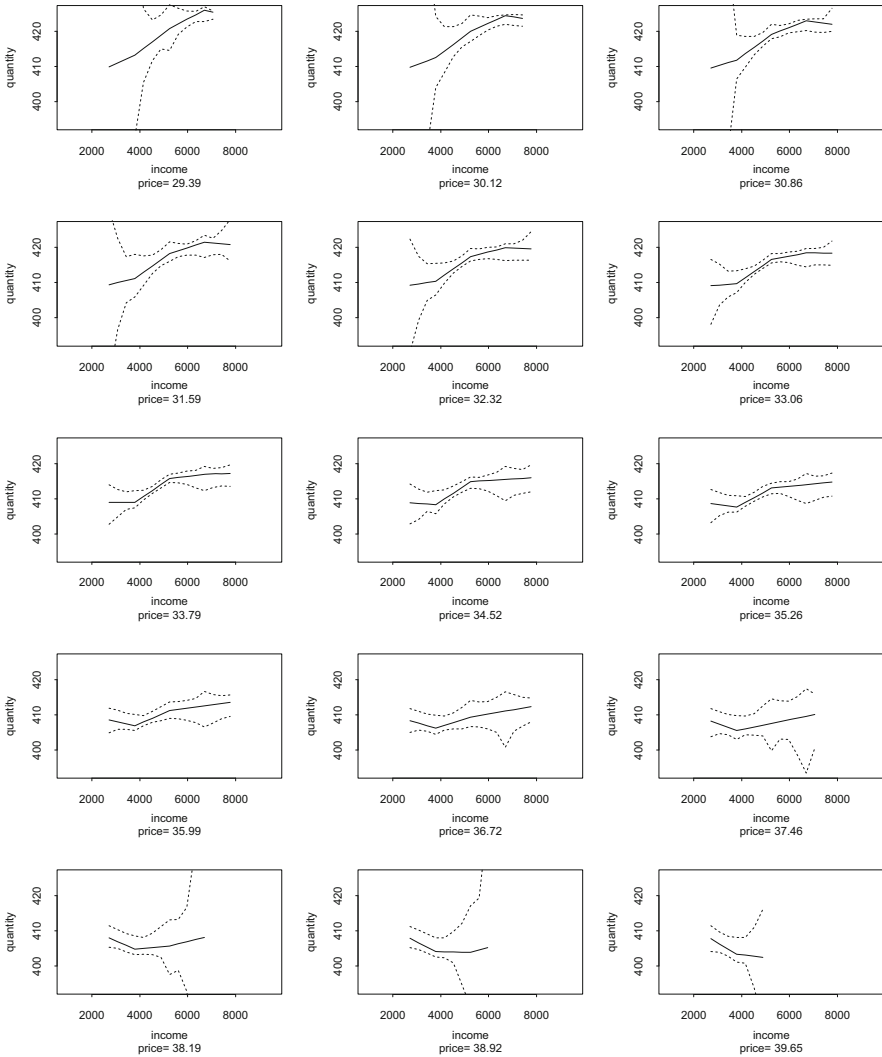 quantity
420
410
400
2000 4000 6000 8000
income
price= 29.39
quantity
420
410
400
2000 4000 6000 8000
income
price= 30.12
quantity
420
410
400
2000 4000 6000 8000
income
price= 30.86
quantity
420
410
400
2000 4000 6000 8000
income
price= 31.59
quantity
420
410
400
2000 4000 6000 8000
income
price= 32.32
quantity
420
410
400
2000 4000 6000 8000
income
price= 33.06
quantity
420
410
400
2000 4000 6000 8000
income
price= 33.79
quantity
420
410
400
2000 4000 6000 8000
income
price= 34.52
quantity
420
410
400
2000 4000 6000 8000
income
price= 35.26
quantity
420
410
400
2000 4000 6000 8000
income
price= 35.99
quantity
420
410
400
2000 4000 6000 8000
income
price= 36.72
quantity
420
410
400
2000 4000 6000 8000
income
price= 37.46
quantity
420
410
400
2000 4000 6000 8000
income
price= 38.19
quantity
420
410
400
2000 4000 6000 8000
income
price= 38.92
quantity
420
410
400
2000 4000 6000 8000
income
price= 39.65